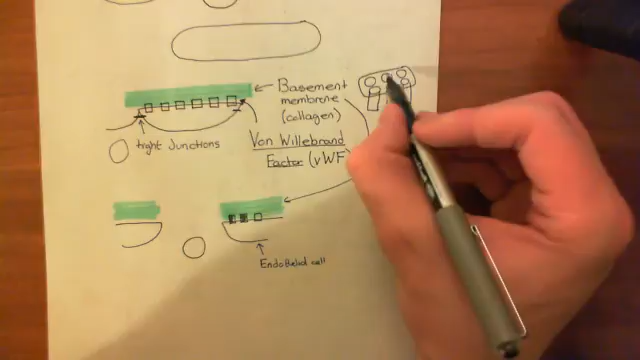 Basement
membrane
(collagen)
tight Junctions
Von Willebrand
Factor (vWF
Endothelial cell